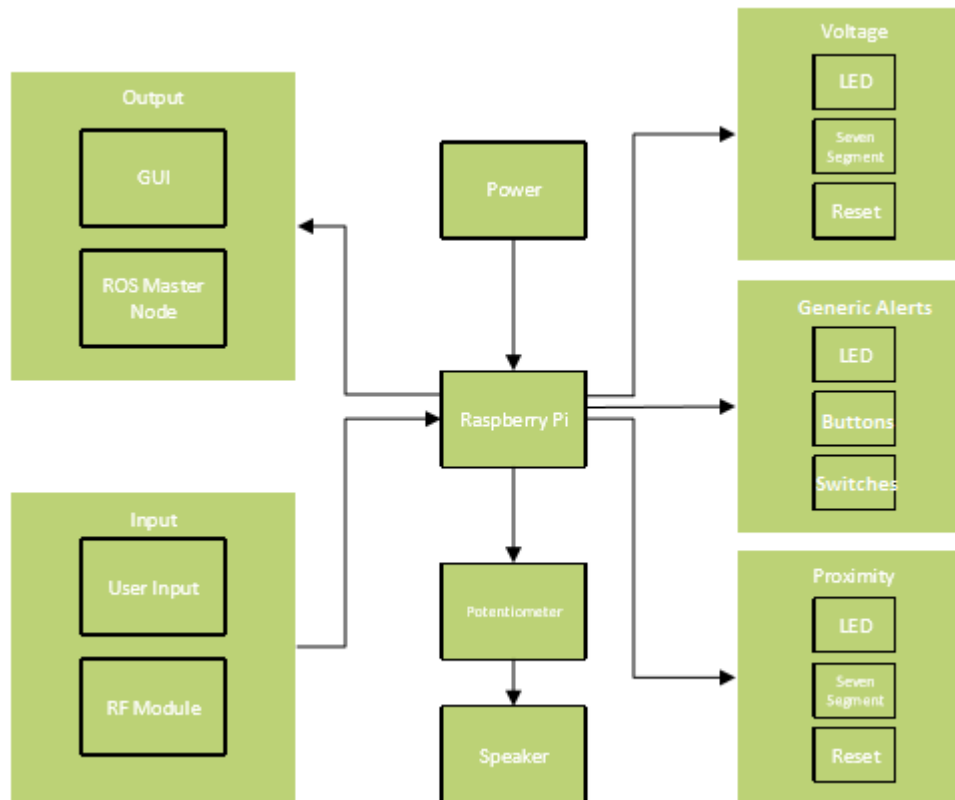 Output
GUI
ROS Master
Node
Input
User Input
RF Module
Power
Raspberry Pi
Potentiometer
Speaker
Voltage
LED
Seven
Segment
Reset
Generic Alerts
LED
Buttons
Switches
Proximity
LED
Seven
Segment
Reset